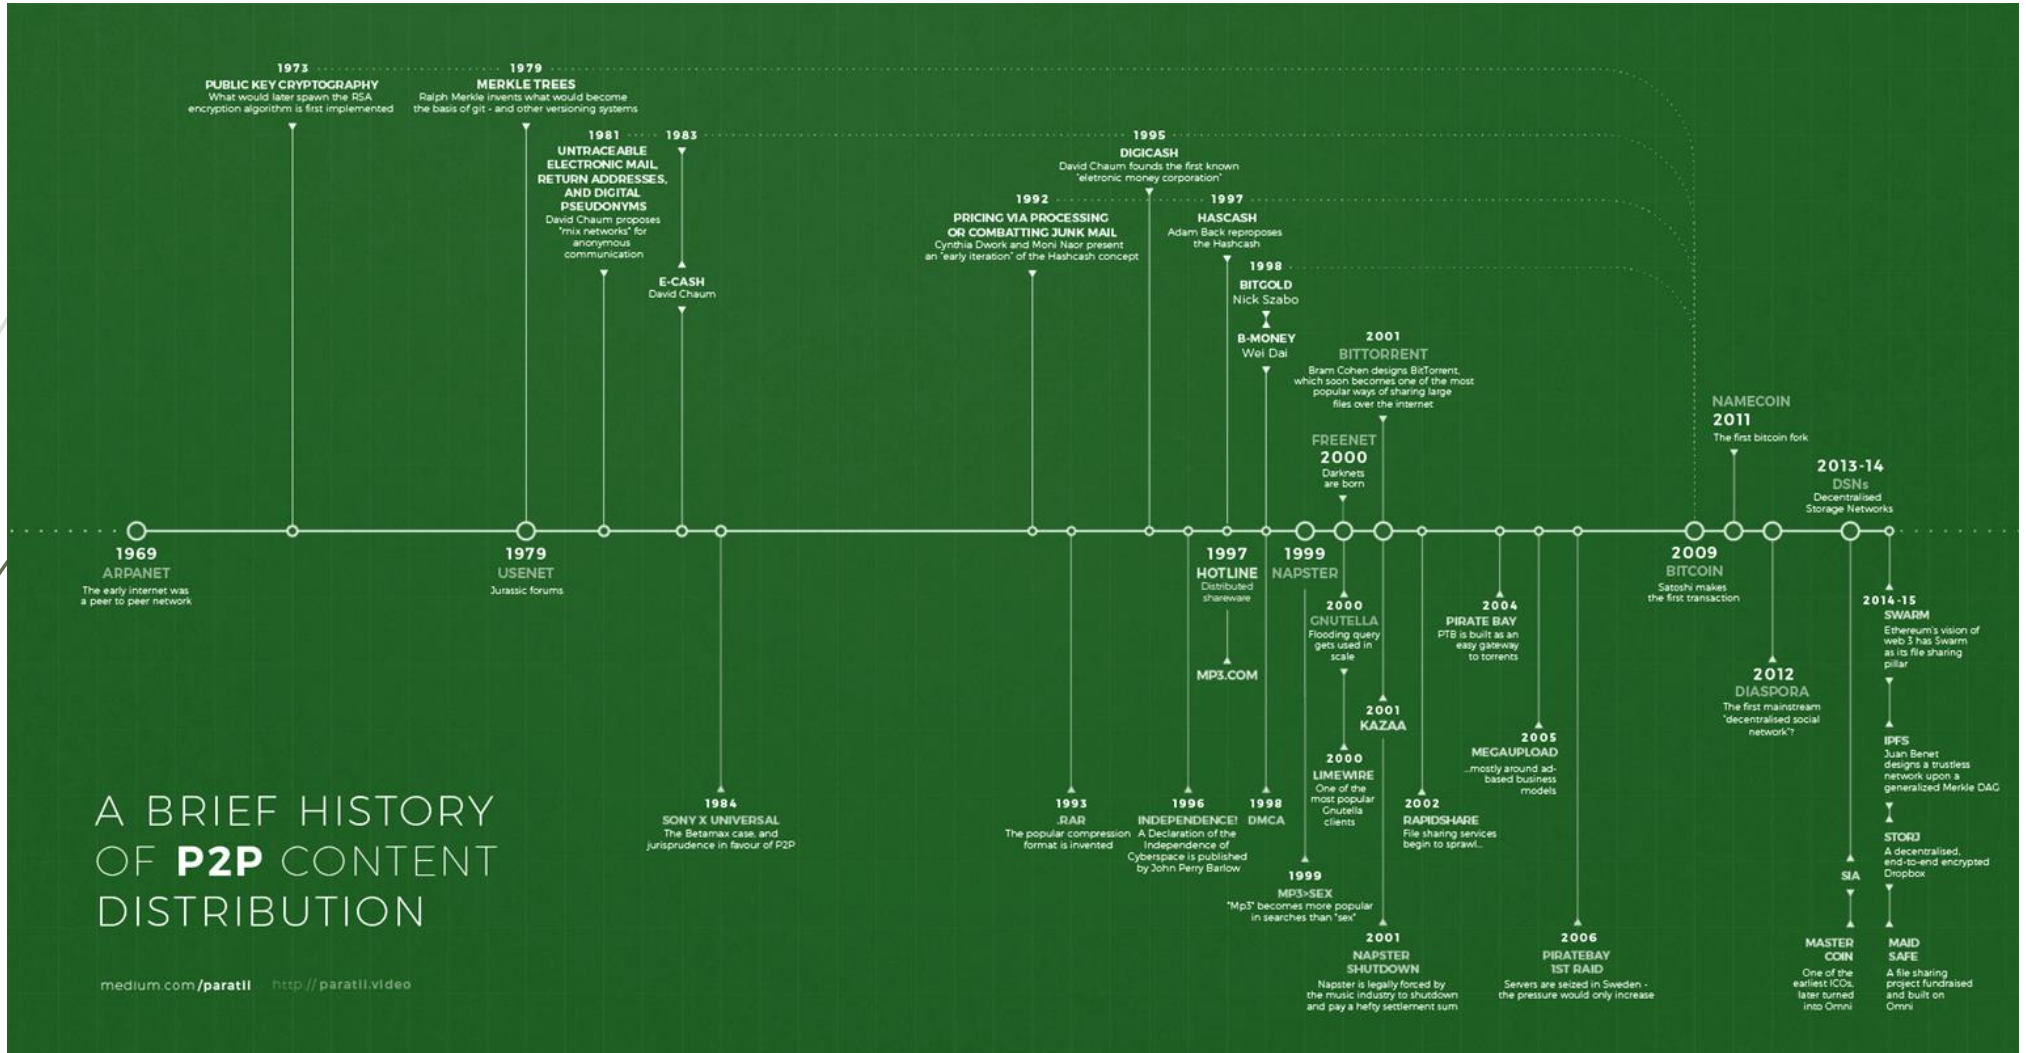 1973
PUBLIC KEY CRYPTOGRAPHY
What would later spawn the RSA
encryption algorithm is first implemented
1979
MERKLE TREES
Ralph Merkle invents what would become
the basis of git - and other versioning systems
1981
UNTRACEABLE
ELECTRONIC MAIL,
RETURN ADDRESSES,
AND DIGITAL
PSEUDONYMS
David Chaum proposes
"mix networks" for
anonymous
communication
1983
E-CASH
David Chaum
1992
PRICING VIA PROCESSING
OR COMBATTING JUNK MAIL
Cynthia Dwork and Moni Naor present
an "early iteration" of the Hashcash concept
1995
DIGICASH
David Chaum founds the first known
"eletronic money corporation"
1997
HASCASH
Adam Back reproposes
the Hashcash
1998
BITGOLD
Nick Szabo
B-MONEY
Wei Dai
2001
BITTORRENT
Bram Cohen designs BitTorrent,
which soon becomes one of the most
popular ways of sharing large
files over the internet
FREENET
2000
Darknets
are born
NAMECOIN
2011
The first bitcoin fork
2013-14
DSNs
Decentralised
Storage Networks
1969
ARPANET
The early internet was
a peer to peer network
1979
USENET
Jurassic forums
1984
SONY X UNIVERSAL
The Betamax case, and
jurisprudence in favour of P2P
1993
.RAR
The popular compression
format is invented
1996
INDEPENDENCE!
A Declaration of the
Independence of
Cyberspace is published
by John Perry Barlow
1997
HOTLINE
Distributed
shareware
MP3.COM
1998
DMCA
1999
NAPSTER
1999
MP3>SEX
"Mp3" becomes more popular
in searches than "sex"
2000
GNUTELLA
Flooding query
gets used in
scale
2000
LIMEWIRE
One of the
most popular
Gnutella
clients
2001
KAZAA
2001
NAPSTER
SHUTDOWN
Napster is legally forced by
the music industry to shutdown
and pay a hefty settlement sum
2002
RAPIDSHARE
File sharing services
begin to sprawl...
2004
PIRATE BAY
PTB is built as an
easy gateway
to torrents
2005
MEGAUPLOAD
...mostly around ad-
based business
models
2006
PIRATEBAY
1ST RAID
Servers are seized in Sweden -
the pressure would only increase
2009
BITCOIN
Satoshi makes
the first transaction
2012
DIASPORA
The first mainstream
"decentralised social
network"?
SIA
MASTER
COIN
One of the
earliest ICOs,
later turned
into Omni
2014-15
SWARM
Ethereum's vision of
web 3 has Swarm
as its file sharing
pillar
IPFS
Juan Benet
designs a trustless
network upon a
generalized Merkle DAG
STORJ
A decentralised,
end-to-end encrypted
Dropbox
MAID
SAFE
A file sharing
project fundraised
and built on
Omni
A BRIEF HISTORY
OF P2P CONTENT
DISTRIBUTION
medium.com/paratii http://paratii.video